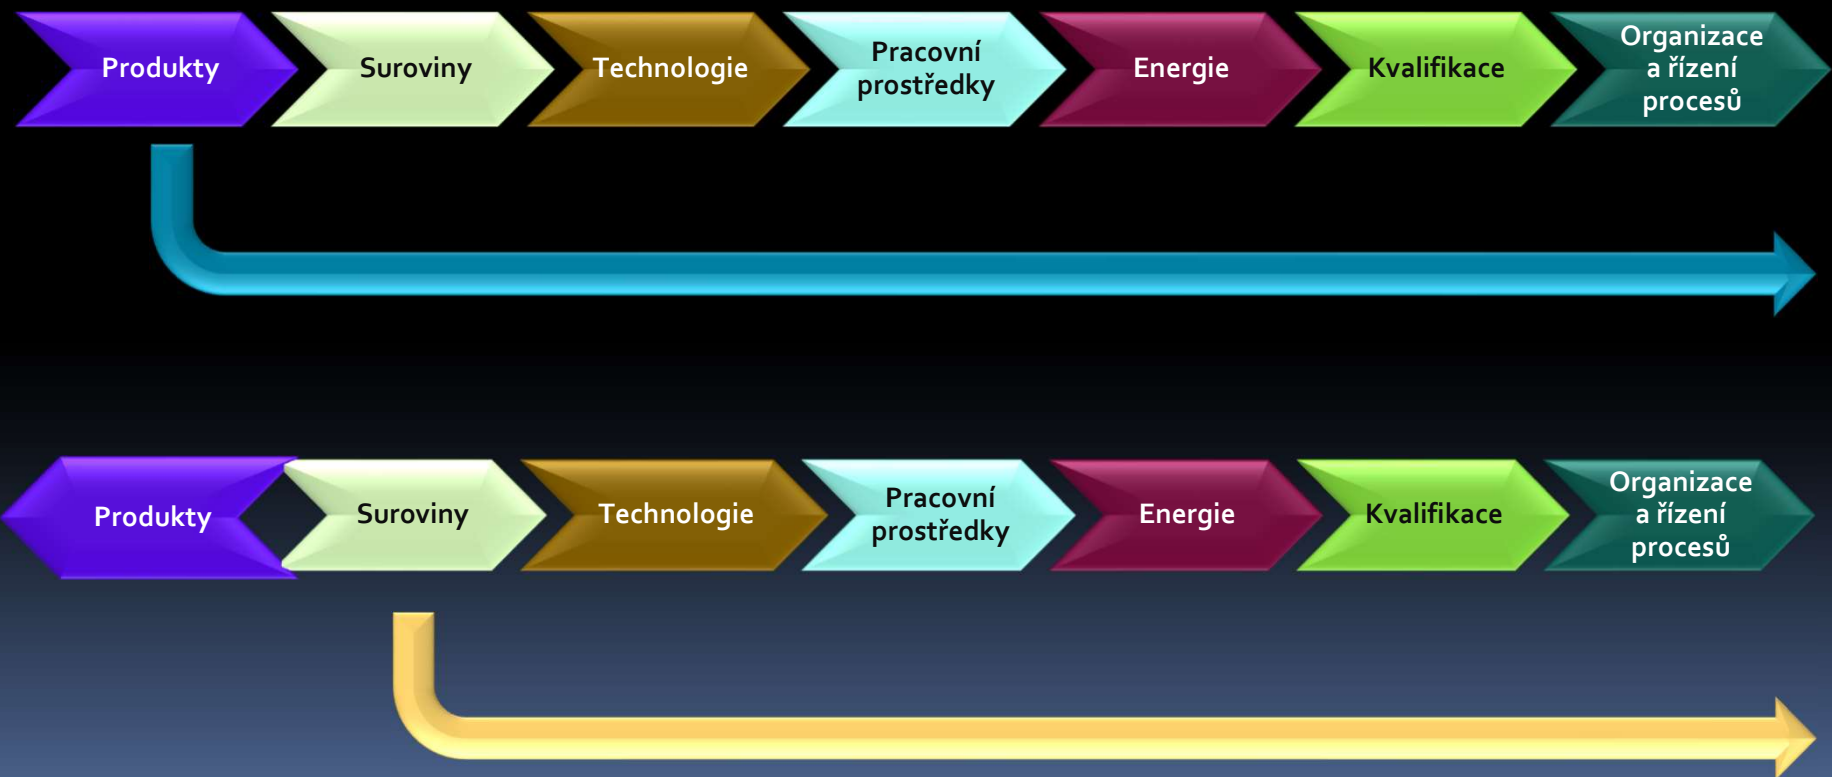 Produkty
Suroviny
Technologie
Pracovní
prostředky
Energie
Kvalifikace
Organizace
a řízení
procesů
Produkty
Suroviny
Technologie
Pracovní
prostředky
Energie
Kvalifikace
Organizace
a řízení
procesů